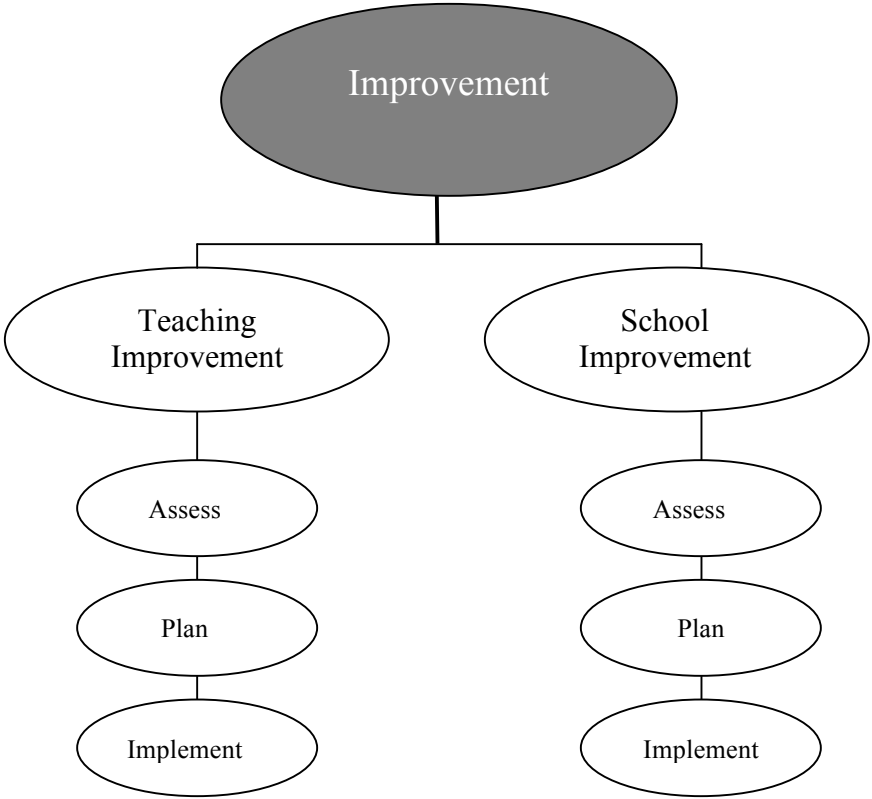 Improvement
Teaching
Improvement
School
Improvement
Assess
Assess
Plan
Plan
Implement
Implement